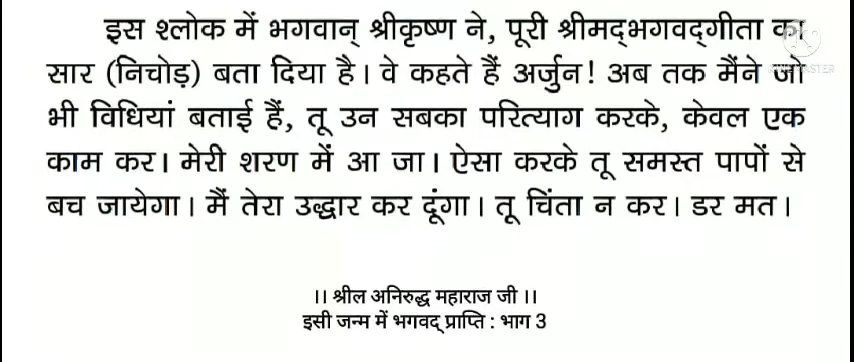 इस श्लोक में भगवान् श्रीकृष्ण ने, पूरी श्रीमद्भगवद्गीता का
सार (निचोड़) बता दिया है। वे कहते हैं अर्जुन! अब तक मैंने जो
भी विधियां बताई हैं, तू उन सबका परित्याग करके, केवल एक
काम कर। मेरी शरण में आ जा। ऐसा करके तू समस्त पापों से
बच जायेगा। मैं तेरा उद्धार कर दूंगा। तू चिंता न कर। डर मत।
।। श्रील अनिरुद्ध महाराज जी ।।
इसी जन्म में भगवद् प्राप्ति : भाग 3